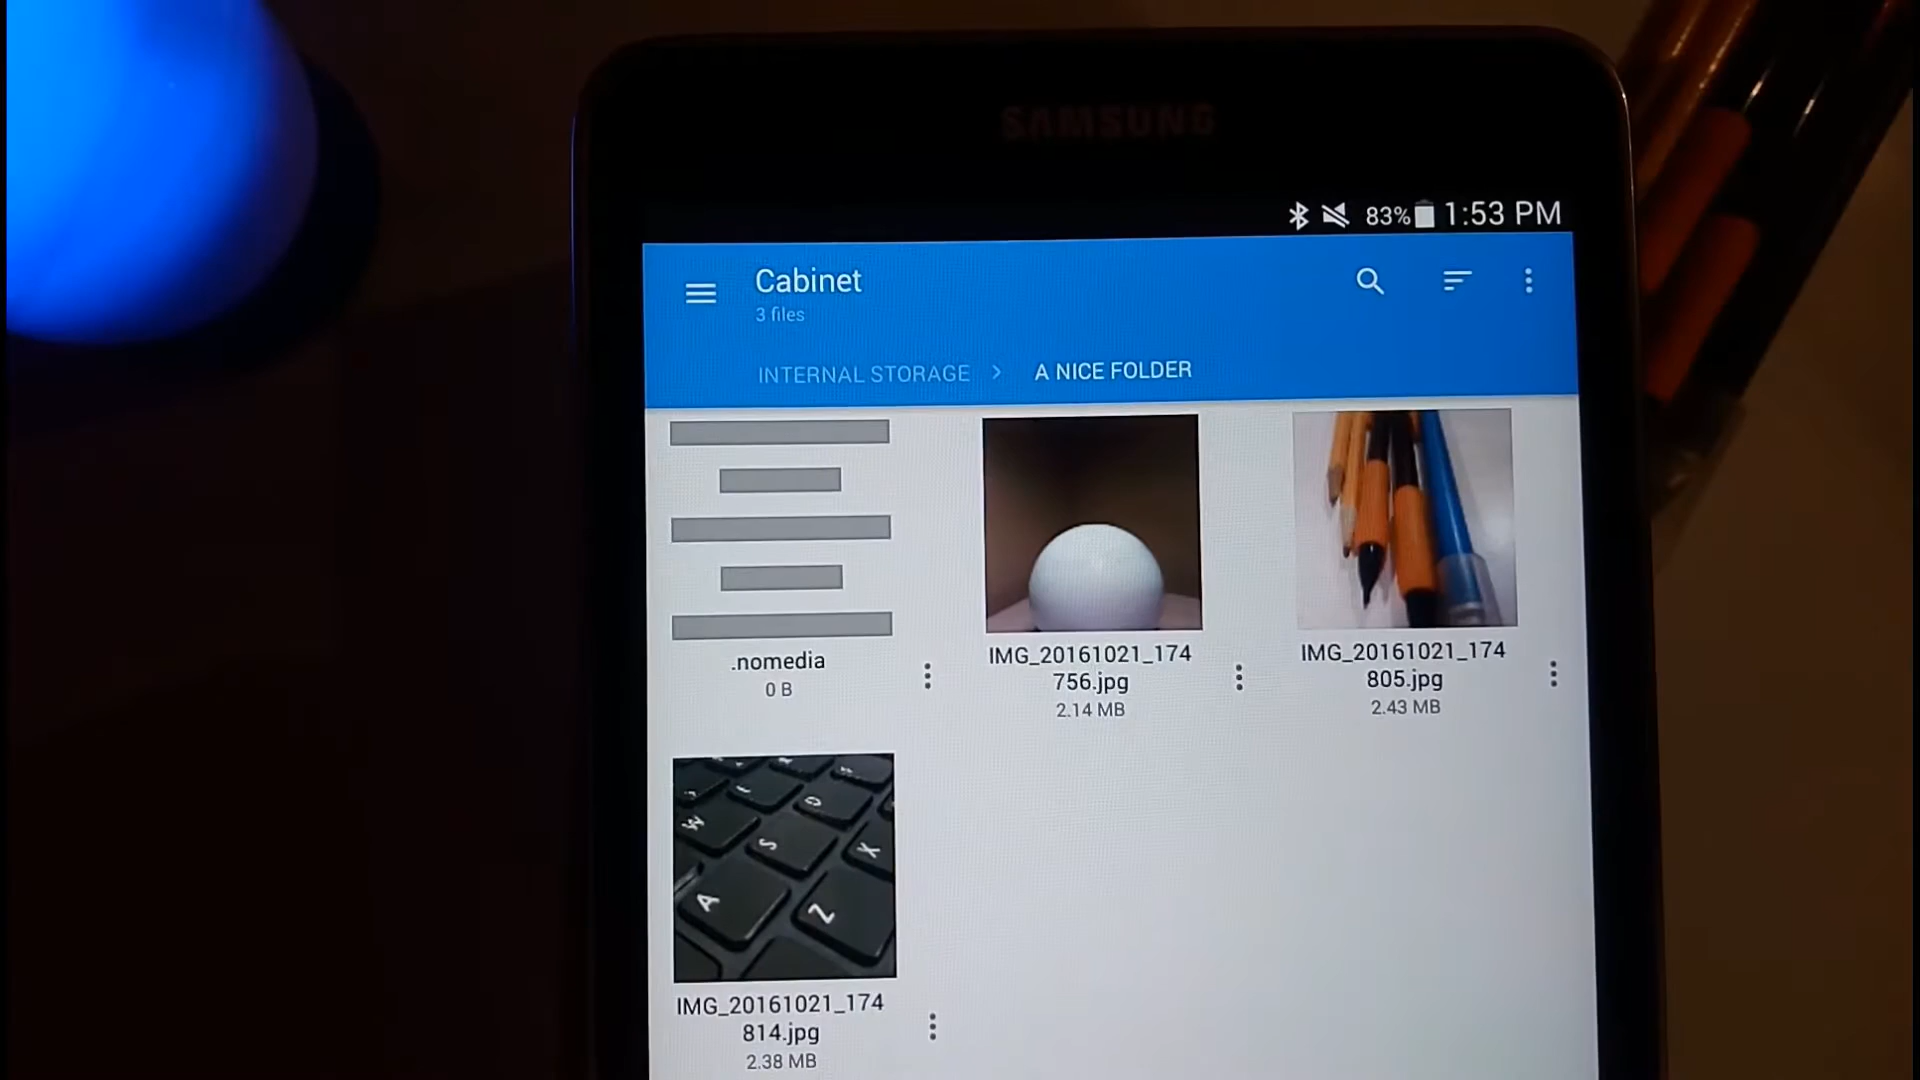 SAMSUNG
83% 1:53 PM
Cabinet
3 files
INTERNAL STORAGE > A NICE FOLDER
.nomedia
0 B
IMG_20161021_174
756.jpg
2.14 MB
IMG_20161021_174
805.jpg
2.43 MB
W
D
S
X
A
Z
IMG_20161021_174
814.jpg
2.38 MB